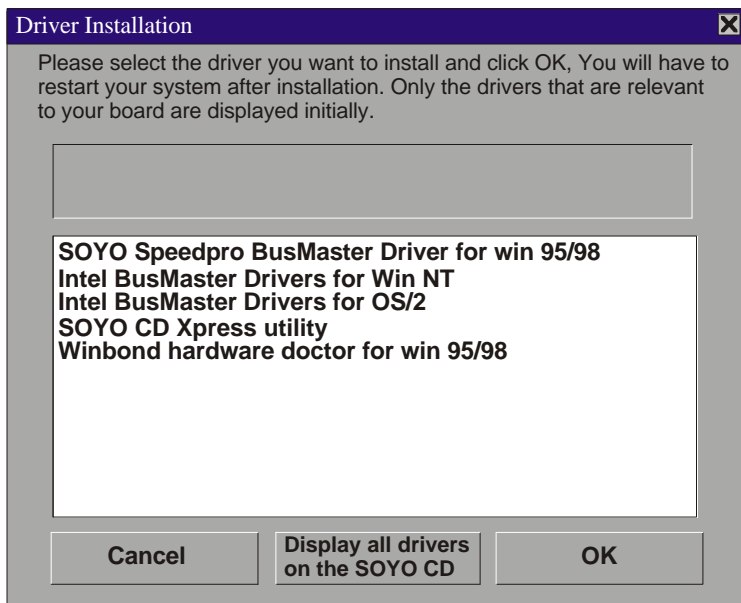 Driver Installation
Please select the driver you want to install and click OK, You will have to
restart your system after installation. Only the drivers that are relevant
to your board are displayed initially.
SOYO Speedpro BusMaster Driver for win 95/98
Intel BusMaster Drivers for Win NT
Intel BusMaster Drivers for OS/2
SOYO CD Xpress utility
Winbond hardware doctor for win 95/98
Cancel
Display all drivers
on the SOYO CD
OK